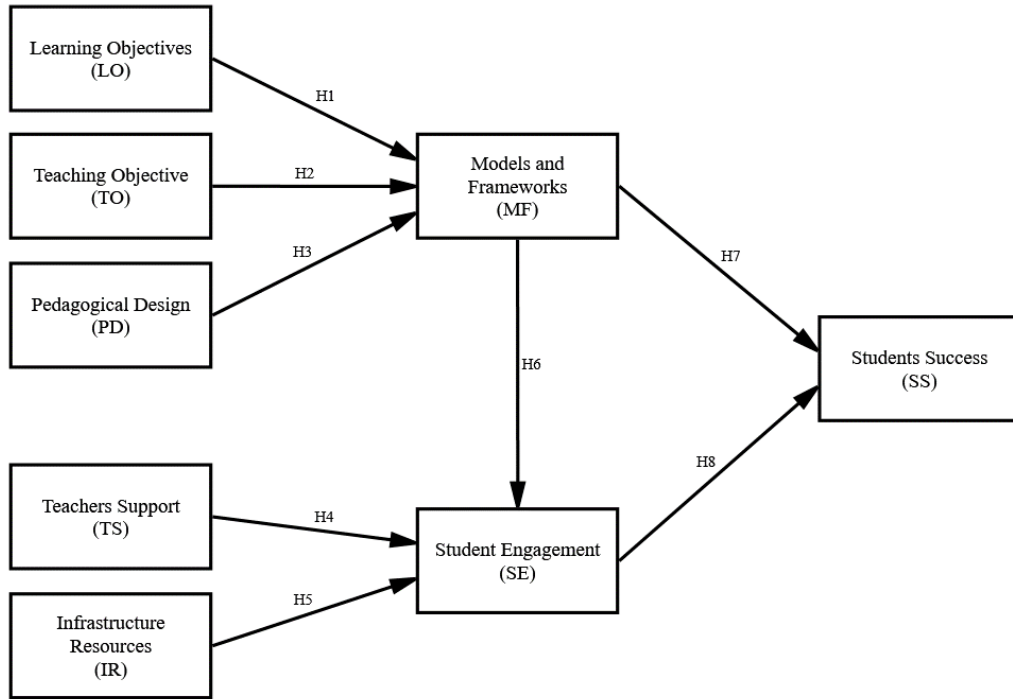 Learning Objectives
(LO)
H1
Teaching Objective
(TO)
H2
Models and
Frameworks
(MF)
H3
Pedagogical Design
(PD)
H7
H6
Students Success
(SS)
Teachers Support
(TS)
H4
H8
Student Engagement
(SE)
H5
Infrastructure
Resources
(IR)